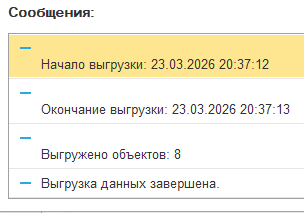 Сообщения:
Начало выгрузки: 23.03.2026 20:37:12
Окончание выгрузки: 23.03.2026 20:37:13
Выгружено объектов: 8
Выгрузка данных завершена.